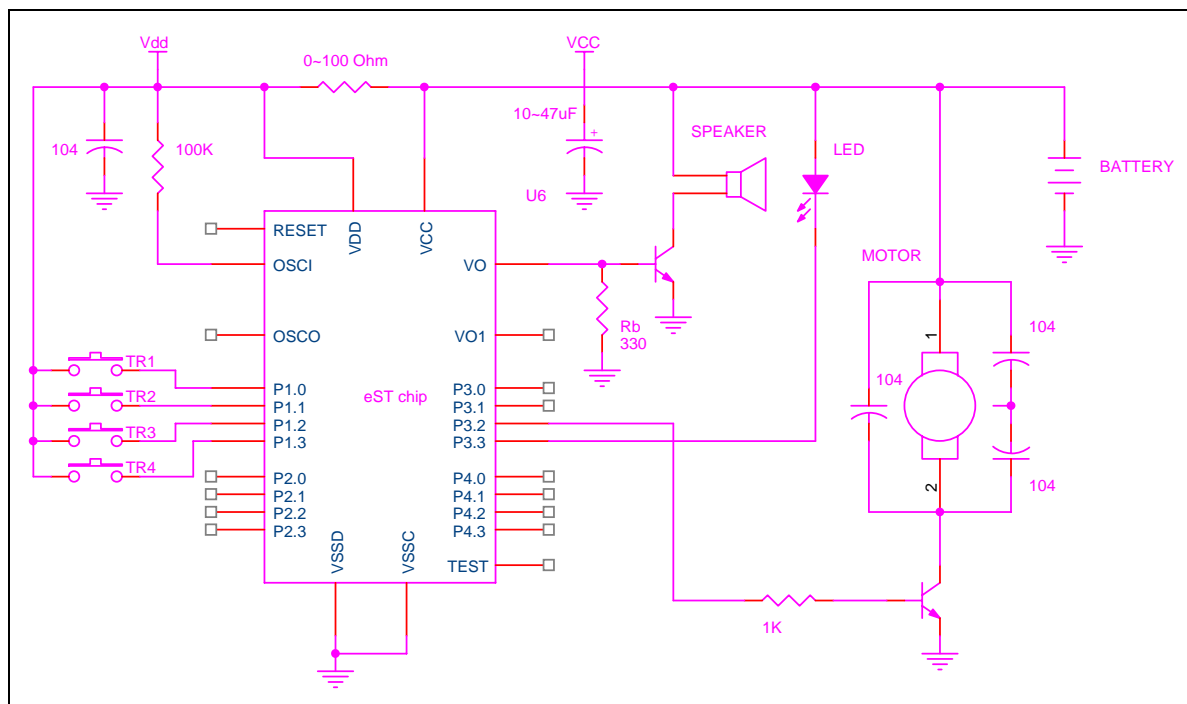 Vdd
VCC
0~100 Ohm
10~47uF
+
SPEAKER
104
100K
LED
BATTERY
U6
RESET
VDD
VCC
OSCI
VO
MOTOR
OSCO
Rb
330
VO1
1
104
TR1
TR2
TR3
TR4
P1.0
P1.1
P1.2
P1.3
eST chip
P3.0
P3.1
P3.2
P3.3
104
P2.0
P2.1
P2.2
P2.3
P4.0
P4.1
P4.2
P4.3
2
104
VSSD
VSSC
TEST
1K